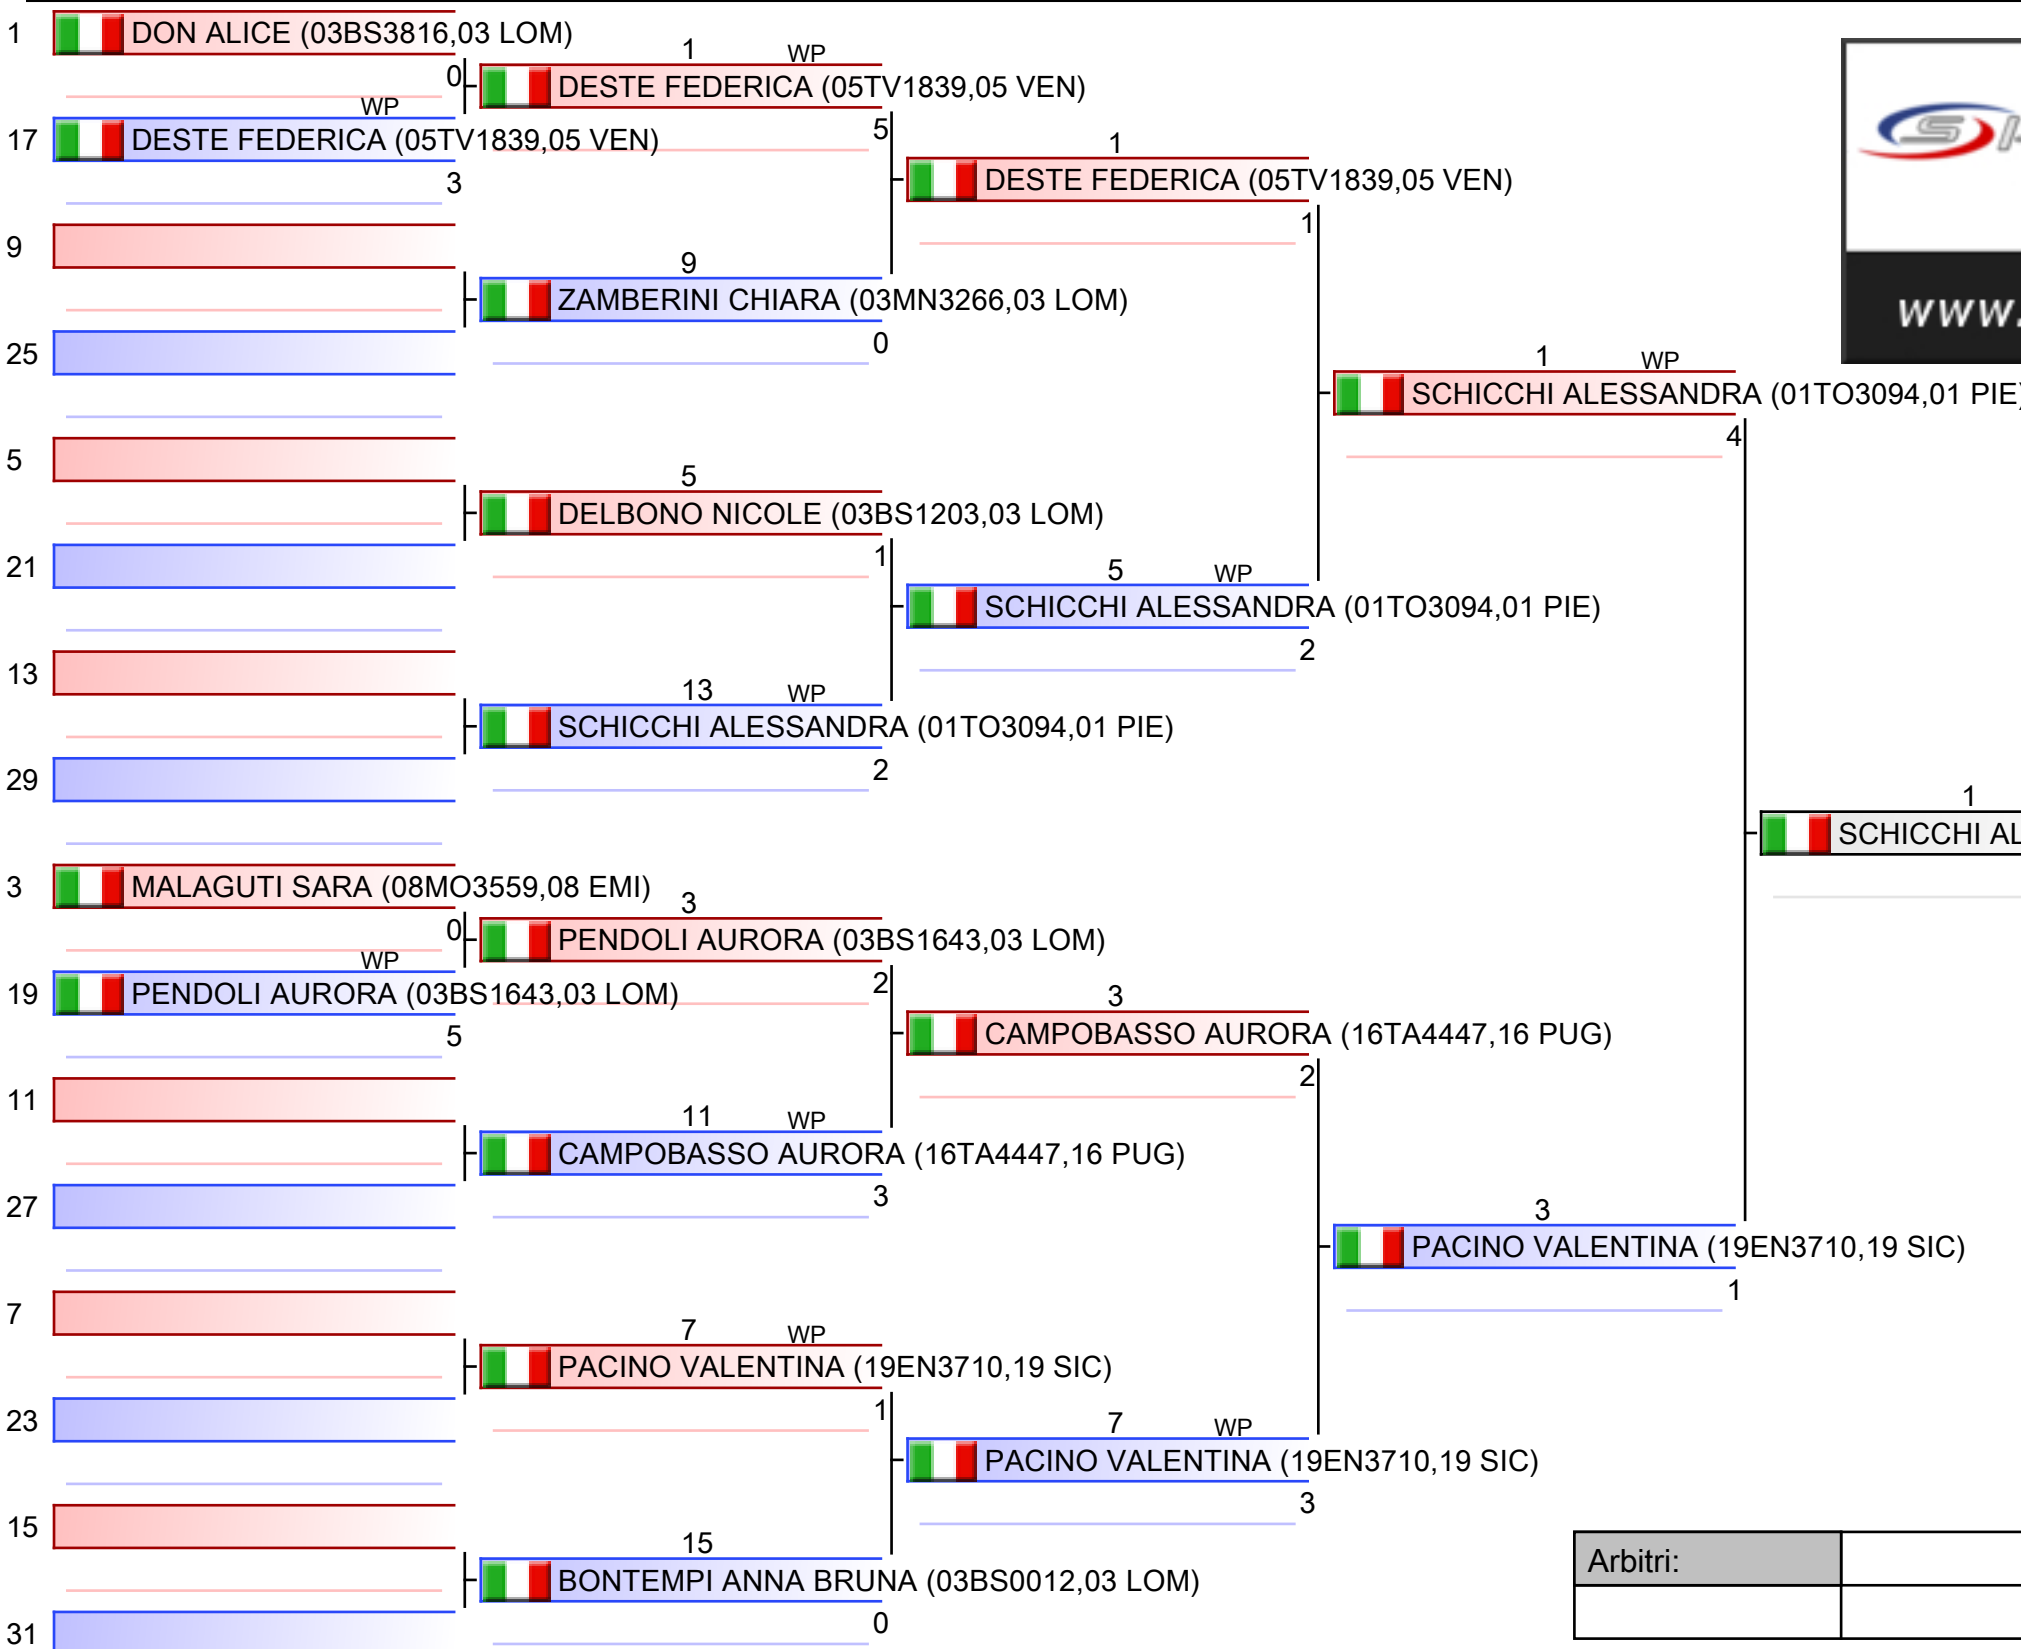 1 DON ALICE (03BS3816,03 LOM)
0
WP
17 DESTE FEDERICA (05TV1839,05 VEN)
3
9
25
5
21
13
29
3 MALAGUTI SARA (08MO3559,08 EMI)
0
WP
19 PENDOLI AURORA (03BS1643,03 LOM)
5
11
27
7
23
15
31
1 WP
DESTE FEDERICA (05TV1839,05 VEN)
5
9
ZAMBERINI CHIARA (03MN3266,03 LOM)
0
5
DELBONO NICOLE (03BS1203,03 LOM)
1
13 WP
SCHICCHI ALESSANDRA (01TO3094,01 PIE)
2
3
PENDOLI AURORA (03BS1643,03 LOM)
2
11 WP
CAMPOBASSO AURORA (16TA4447,16 PUG)
3
7 WP
PACINO VALENTINA (19EN3710,19 SIC)
1
15
BONTEMPI ANNA BRUNA (03BS0012,03 LOM)
0
1
DESTE FEDERICA (05TV1839,05 VEN)
1
5 WP
SCHICCHI ALESSANDRA (01TO3094,01 PIE)
2
3
CAMPOBASSO AURORA (16TA4447,16 PUG)
2
7 WP
PACINO VALENTINA (19EN3710,19 SIC)
3
1 WP
SCHICCHI ALESSANDRA (01TO3094,01 PIE)
4
3
PACINO VALENTINA (19EN3710,19 SIC)
1
1
SCHICCHI AL
S
www.
Arbitri: